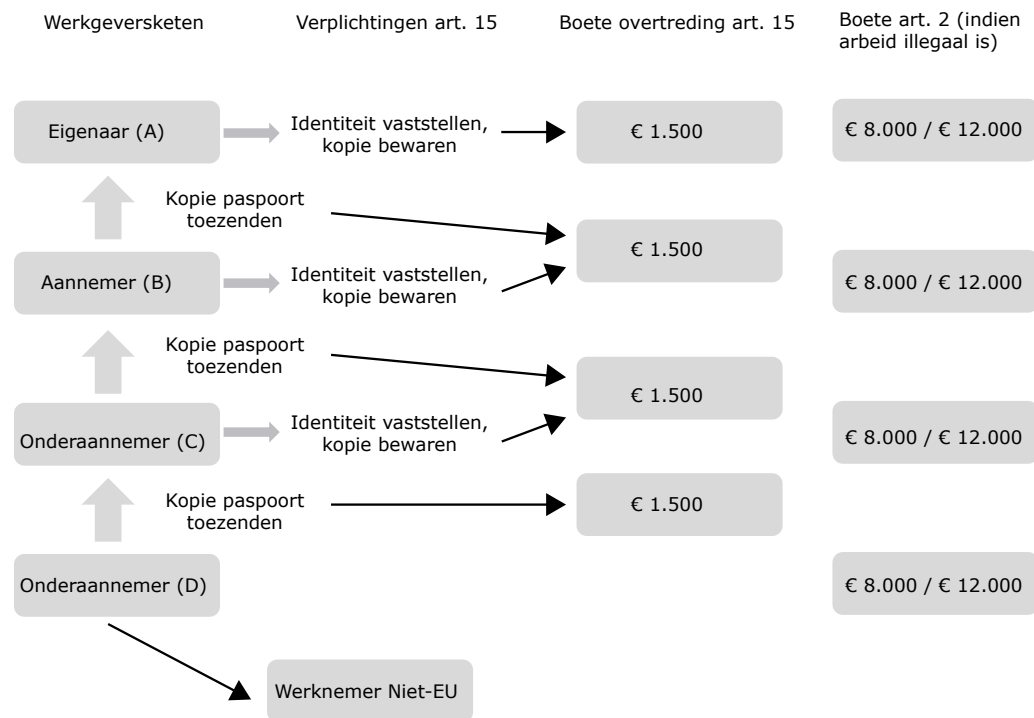 Werkgeversketen
Verplichtingen art. 15
Boete overtreding art. 15
Boete art. 2 (indien
arbeid illegaal is)
Eigenaar (A)
Identiteit vaststellen,
kopie bewaren
€ 1.500
€ 8.000 / € 12.000
Kopie paspoort
toezenden
€ 1.500
Aannemer (B)
Identiteit vaststellen,
kopie bewaren
€ 8.000 / € 12.000
Kopie paspoort
toezenden
€ 1.500
Onderaannemer (C)
Identiteit vaststellen,
kopie bewaren
€ 8.000 / € 12.000
Kopie paspoort
toezenden
€ 1.500
Onderaannemer (D)
€ 8.000 / € 12.000
Werknemer Niet-EU